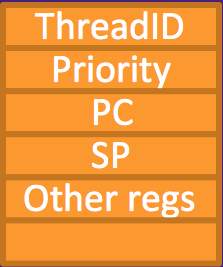 ThreadID
Priority
PC
SP
Other regs